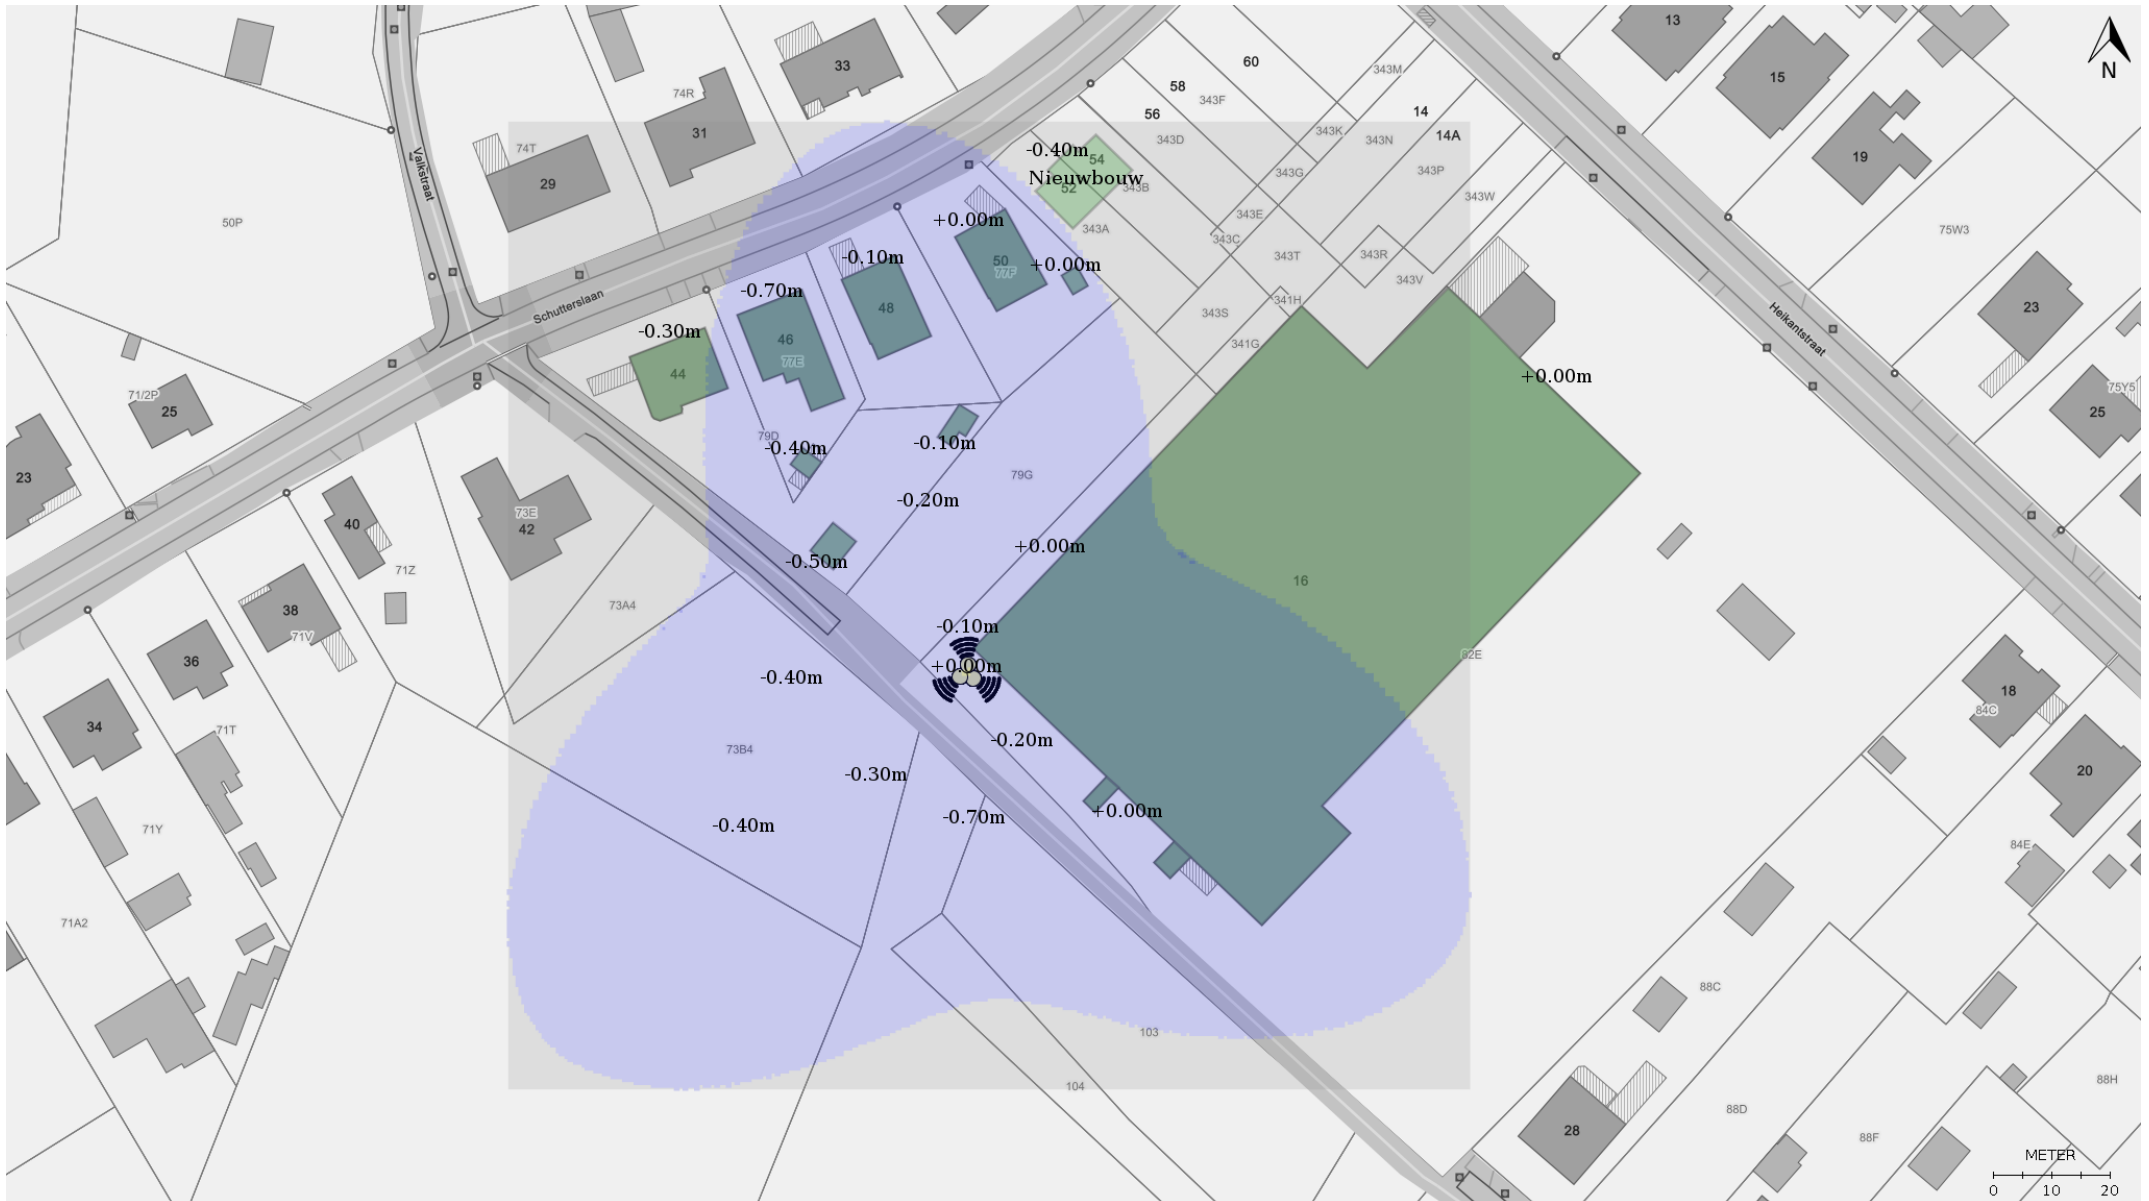 13
N
33
60
15
343M
74R
58
343F
14
31
56
343D
343K
343N
14A
74T
-0.40m
54
19
343G
343P
29
Nieuwbouw
52
343B
343W
Valkstraat
50P
+0.00m
343E
343A
343C
75W3
-0.10m
+0.00m
50
77F
343T
343R
343V
-0.70m
341H
Schutterslaan
48
343S
23
-0.30m
46
341G
Heikantstraat
77E
44
+0.00m
75Y5
71/2P
25
25
79D
-0.40m
-0.10m
23
79G
-0.20m
73E
40
42
+0.00m
-0.50m
71Z
16
38
73A4
71V
-0.10m
36
+0.00m
82E
-0.40m
18
84C
34
71T
-0.20m
73B4
-0.30m
20
+0.00m
-0.70m
-0.40m
71Y
84E
71A2
88C
103
104
88H
88D
28
88F
METER
0 10 20